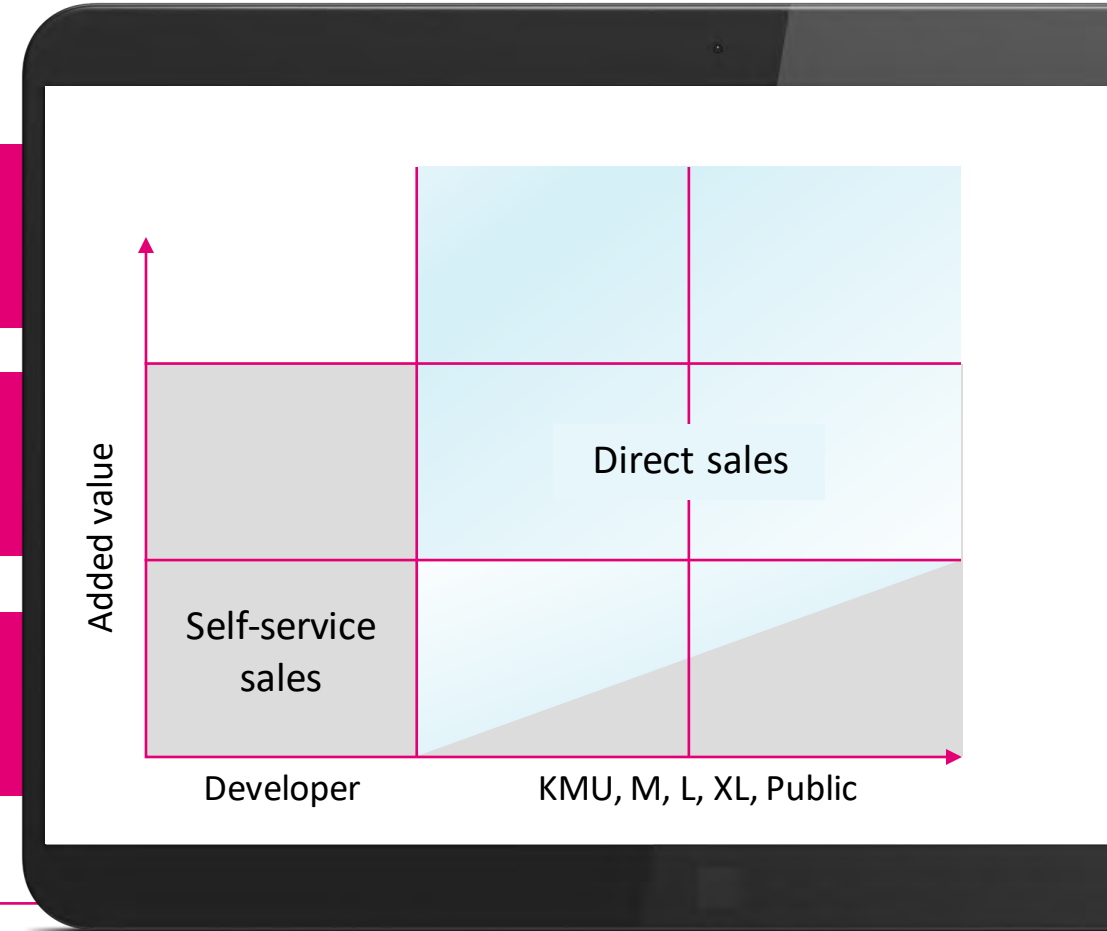 Added value
Direct sales
Self-service
sales
Developer
KMU, M, L, XL, Public